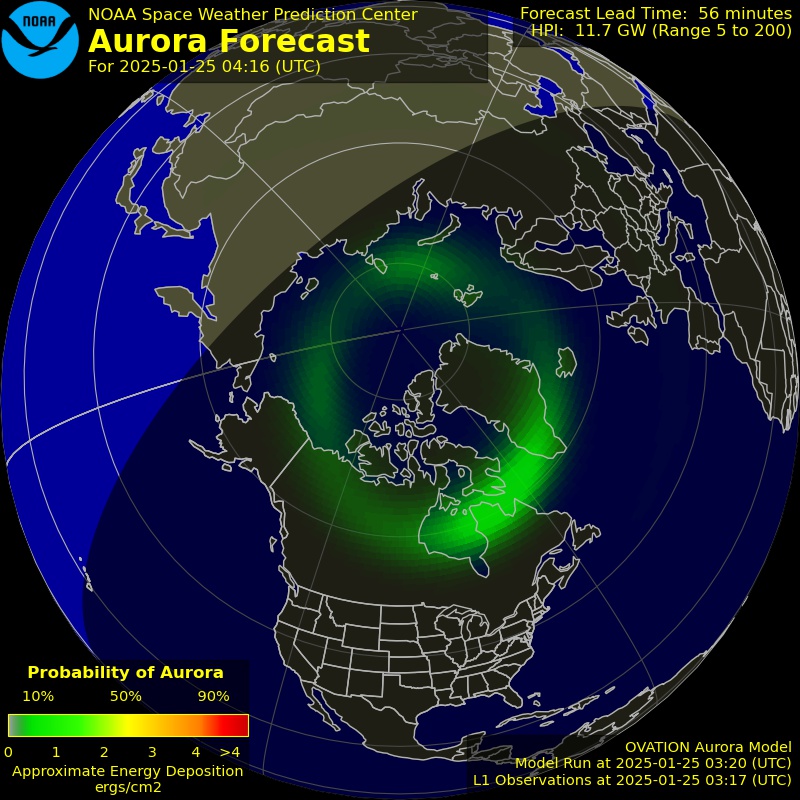 NOAA
NOAA Space Weather Prediction Center
Aurora Forecast
For 2025-01-25 04:16 (UTC)
Forecast Lead Time: 56 minutes
HPI: 11.7 GW (Range 5 to 200)
Probability of Aurora
10% 50% 90%
0 1 2 3 4 >4
Approximate Energy Deposition
ergs/cm2
OVATION Aurora Model
Model Run at 2025-01-25 03:20 (UTC)
L1 Observations at 2025-01-25 03:17 (UTC)